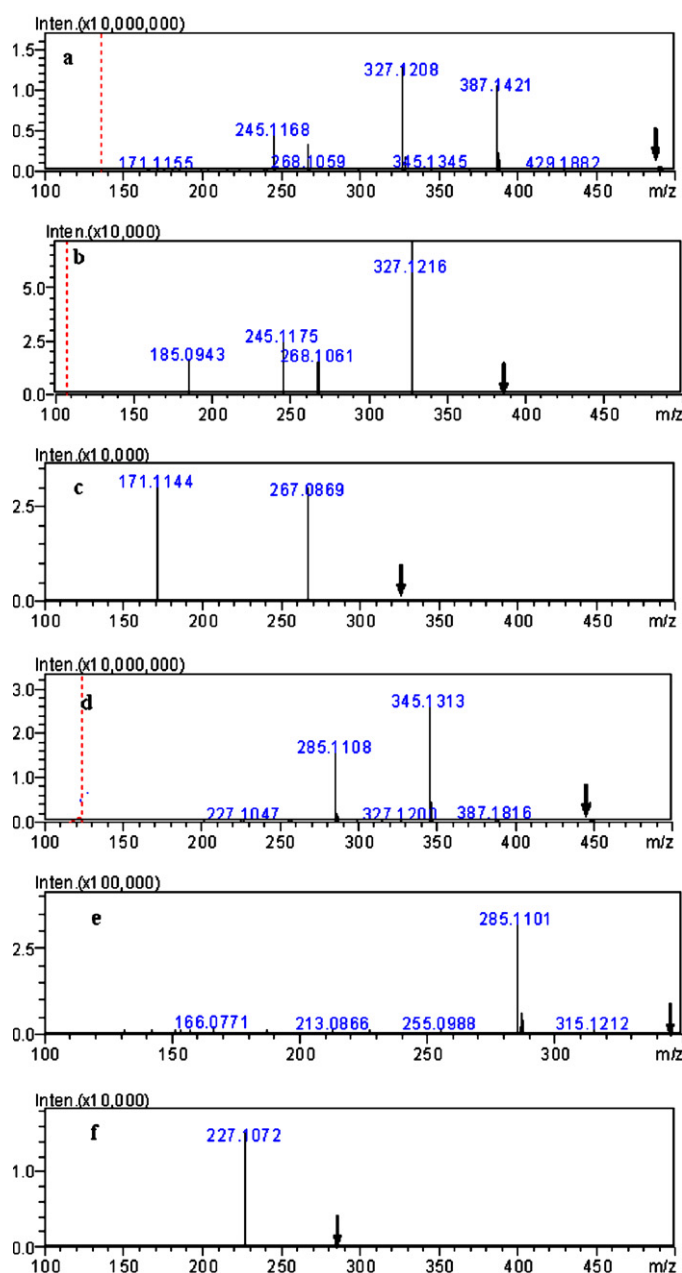 Inten.(x10,000,000)
a
1.5
1.0
0.5
0.0
327.1208
387.1421
245.1168
171.1155
268.1059
345.1345
429.1882
100 150 200 250 300 350 400 450 m/z
Inten.(x10,000)
b
5.0
2.5
0.0
327.1216
245.1175
185.0943
268.1061
100 150 200 250 300 350 400 450 m/z
Inten.(x10,000)
c
2.5
0.0
171.1144
267.0869
100 150 200 250 300 350 400 450 m/z
Inten.(x10,000,000)
d
3.0
2.0
1.0
0.0
345.1313
285.1108
227.1047
327.1200
387.1816
100 150 200 250 300 350 400 450 m/z
Inten.(x100,000)
e
2.5
0.0
285.1101
166.0771
213.0866
255.0988
315.1212
100 150 200 250 300 m/z
Inten.(x10,000)
f
1.0
0.0
227.1072
100 150 200 250 300 350 400 450 m/z